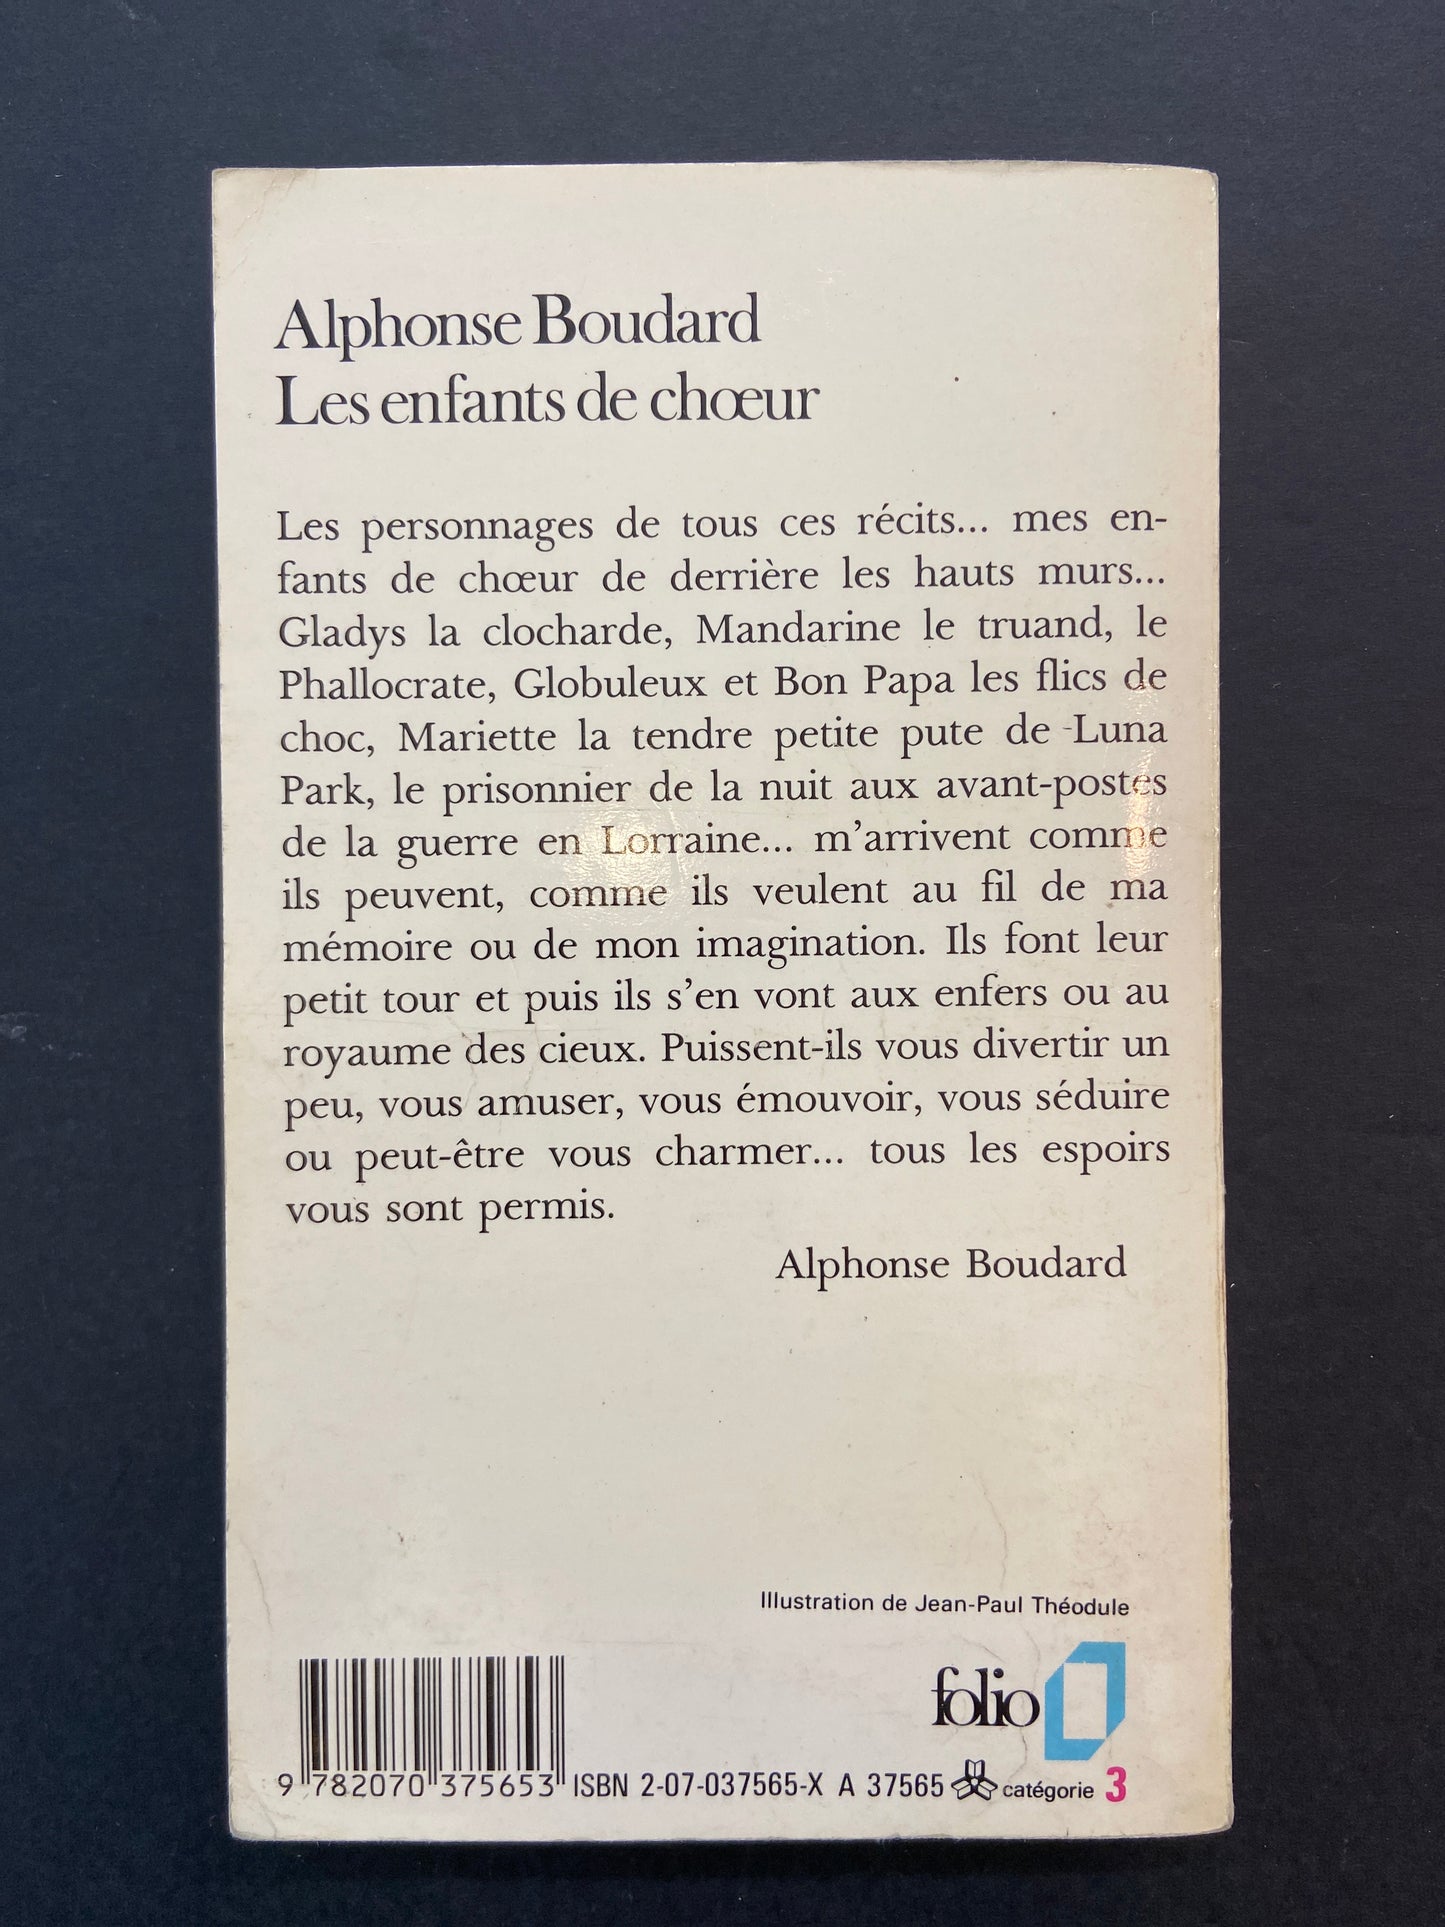 Alphonse Boudard
Les enfants de chœur
Les personnages de tous ces récits... mes en-
fants de chœur de derrière les hauts murs...
Gladys la clocharde, Mandarine le truand, le
Phallocrate, Globuleux et Bon Papa les flics de
choc, Mariette la tendre petite pute de Luna
Park, le prisonnier de la nuit aux avant-postes
de la guerre en Lorraine... m'arrivent comme
ils peuvent, comme ils veulent au fil de ma
mémoire ou de mon imagination. Ils font leur
petit tour et puis ils s'en vont aux enfers ou au
royaume des cieux. Puissent-ils vous divertir un
peu, vous amuser, vous émouvoir, vous séduire
ou peut-être vous charmer... tous les espoirs
vous sont permis.
Alphonse Boudard
Illustration de Jean-Paul Théodule
folio
9 782070 375653 ISBN 2-07-037565-X A 37565 catégorie 3